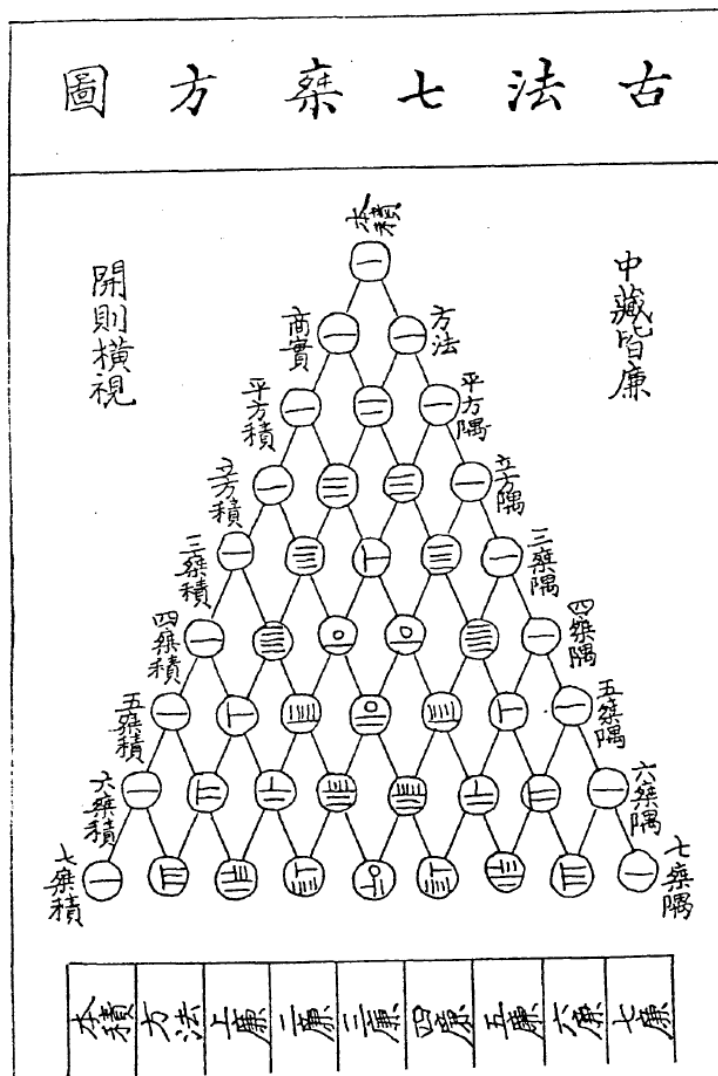 古法七乘方圖
中藏皆廉
開則橫視
本積
商實
方法
平方積
平方隅
立方積
立方隅
三乘積
三乘隅
四乘積
四乘隅
五乘積
五乘隅
六乘積
六乘隅
七乘積
七乘隅
本積
方法
上廉
二廉
三廉
四廉
五廉
六廉
七廉